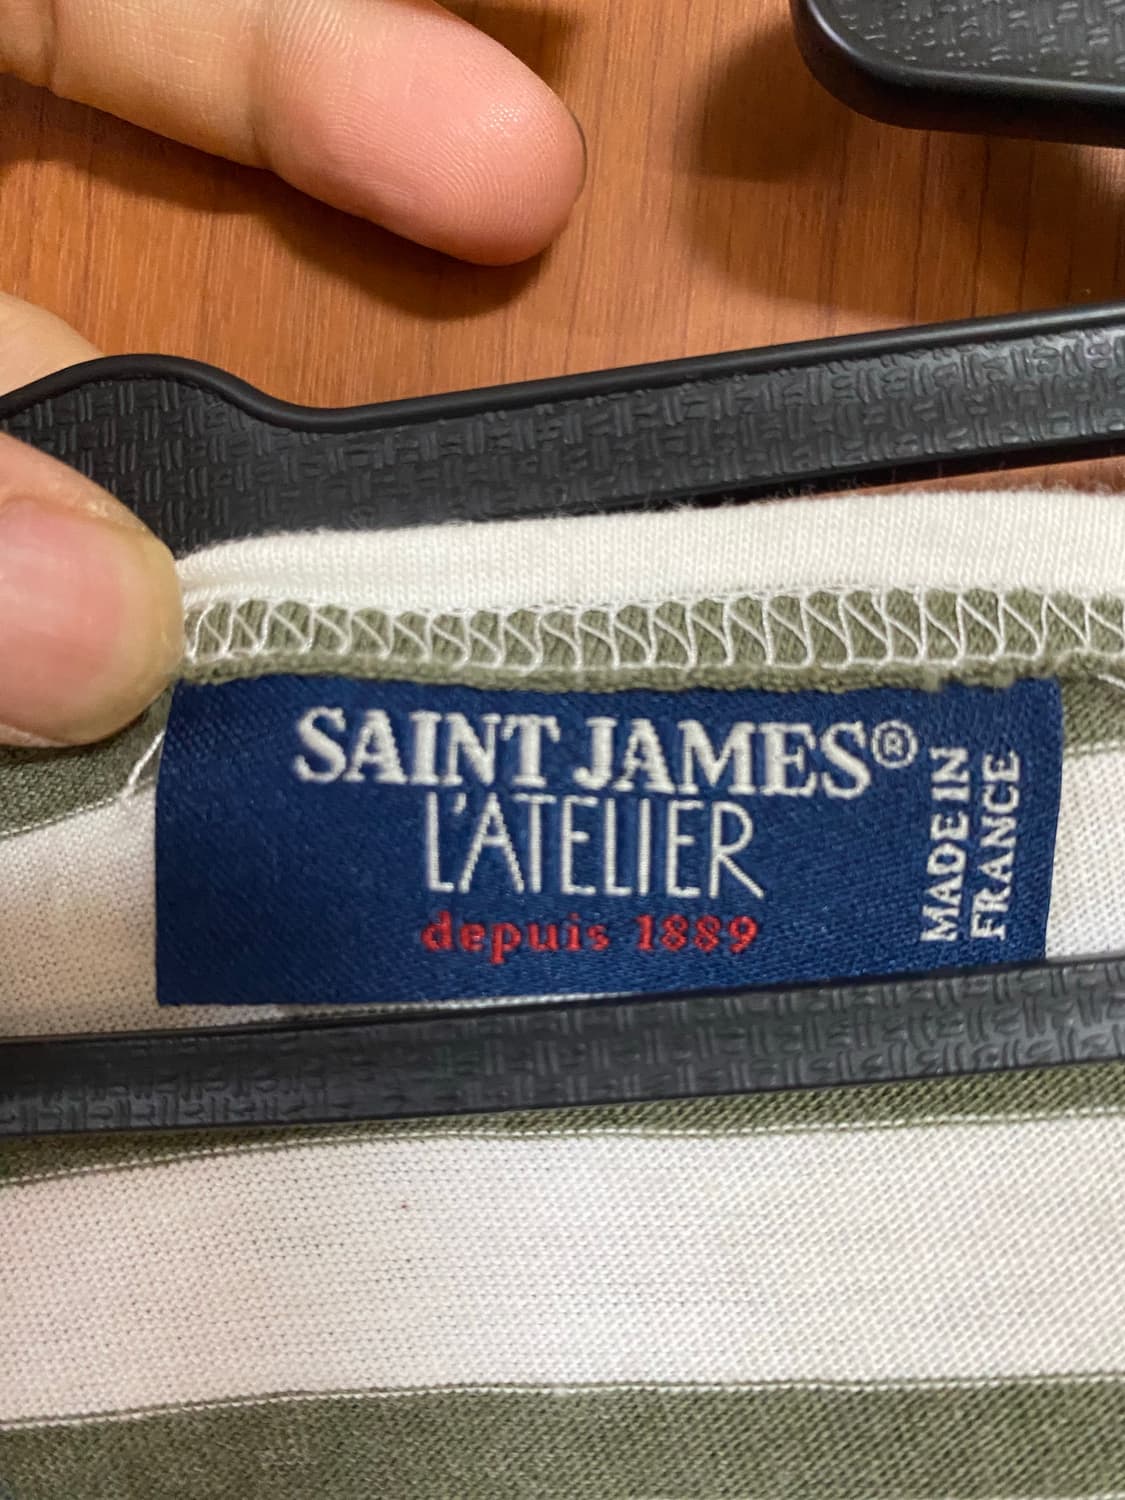 SAINT JAMES®
L'ATELIER
depuis 1889
MADE IN
FRANCE